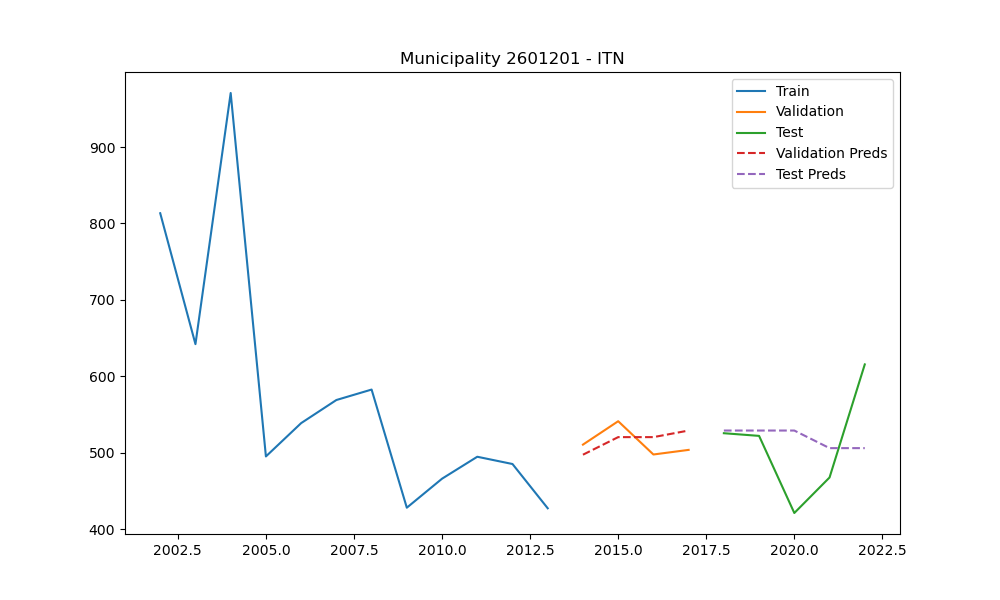 Municipality 2601201 - ITN
Train
Validation
Test
Validation Preds
Test Preds
900
800
700
600
500
400
2002.5 2005.0 2007.5 2010.0 2012.5 2015.0 2017.5 2020.0 2022.5